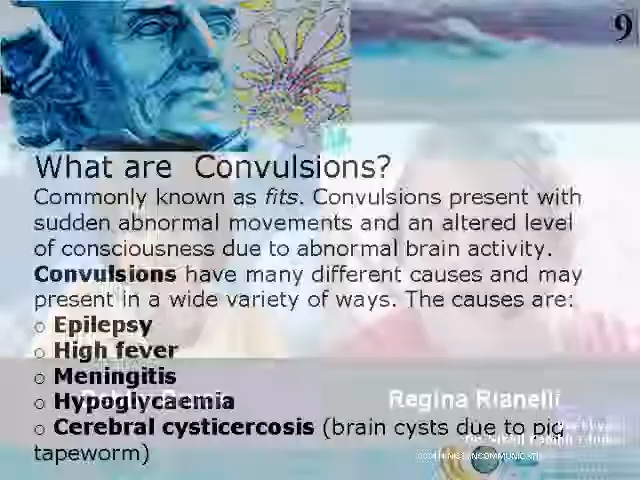 9
What are Convulsions?
Commonly known as fits. Convulsions present with
sudden abnormal movements and an altered level
of consciousness due to abnormal brain activity.
Convulsions have many different causes and may
present in a wide variety of ways. The causes are:
o Epilepsy
o High fever
o Meningitis
o Hypoglycaemia
Regina Rianelli
o Cerebral cysticercosis (brain cysts due to pig
tapeworm)